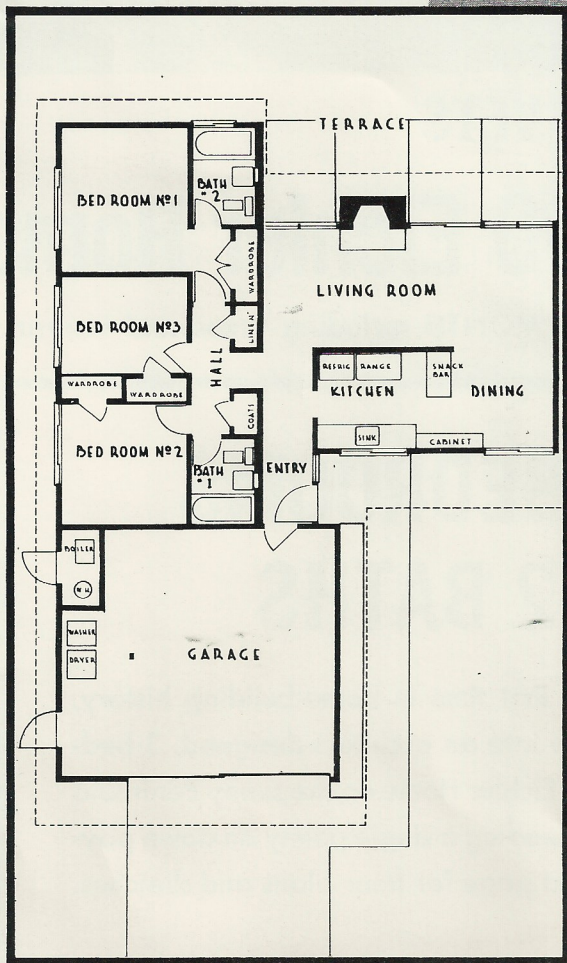 TERRACE
BED ROOM Nº1
BATH
# 2
WARDROBE
LIVING ROOM
BED ROOM Nº3
LINEN
HALL
REFRIG
RANGE
SNACK
BAR
KITCHEN
DINING
WARDROBE
WARDROBE
COATS
SINK
CABINET
BED ROOM Nº2
BATH
# 1
ENTRY
BOILER
W.H.
WASHER
DRYER
GARAGE